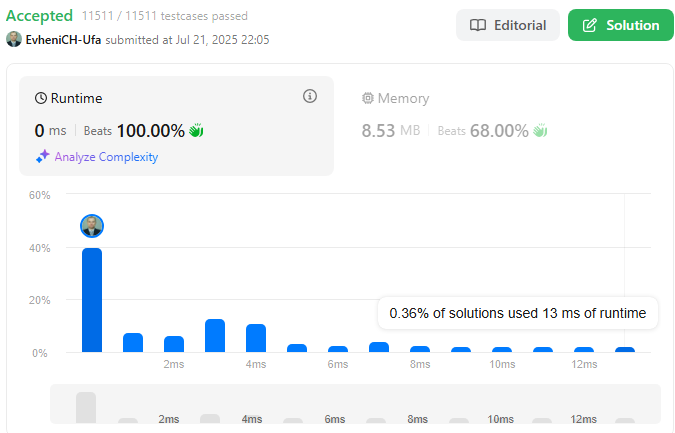 Accepted 11511 / 11511 testcases passed
EvheniCH-Ufa submitted at Jul 21, 2025 22:05
Editorial
Solution
Runtime
0 ms | Beats 100.00%
Analyze Complexity
Memory
8.53 MB | Beats 68.00%
60%
40%
20%
0%
0.36% of solutions used 13 ms of runtime
2ms 4ms 6ms 8ms 10ms 12ms
2ms 4ms 6ms 8ms 10ms 12ms